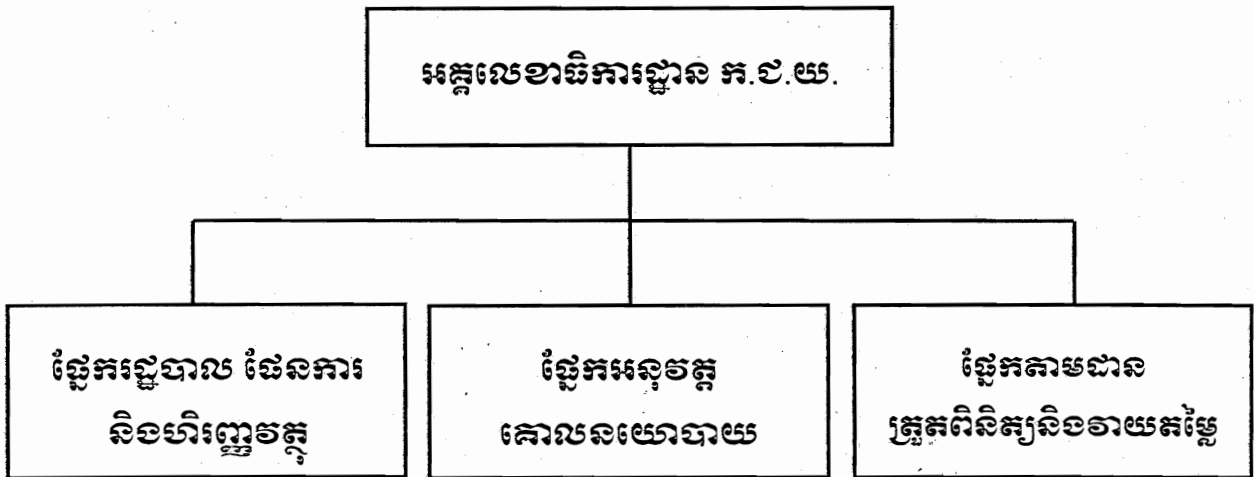 អគ្គលេខាធិការដ្ឋាន ក.ជ.យ.
ផ្នែករដ្ឋបាល ផែនការ
និងហិរញ្ញវត្ថុ
ផ្នែកអនុវត្ត
គោលនយោបាយ
ផ្នែកតាមដាន
ត្រួតពិនិត្យនិងវាយតម្លៃ